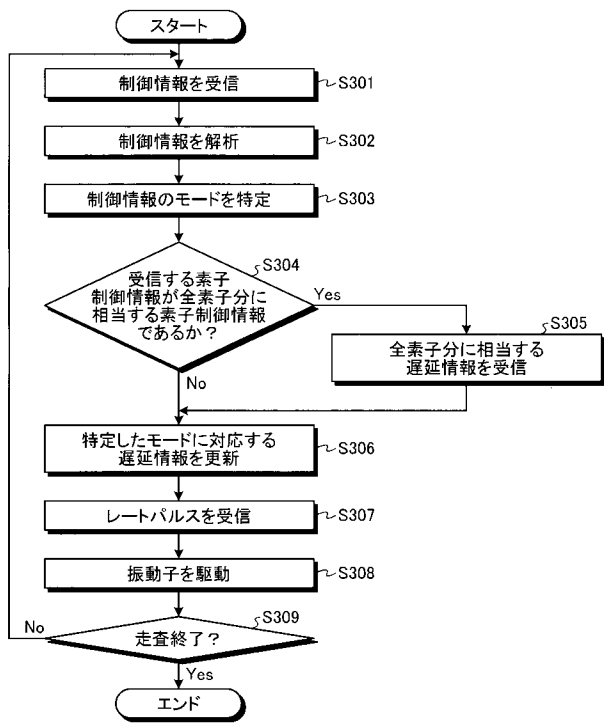 スタート
制御情報を受信
S301
制御情報を解析
S302
制御情報のモードを特定
S303
S304
受信する素子
制御情報が全素子分に
相当する素子制御情報
であるか？
Yes
S305
全素子分に相当する
遅延情報を受信
No
特定したモードに対応する
遅延情報を更新
S306
レートパルスを受信
S307
振動子を駆動
S308
S309
No
走査終了？
Yes
エンド